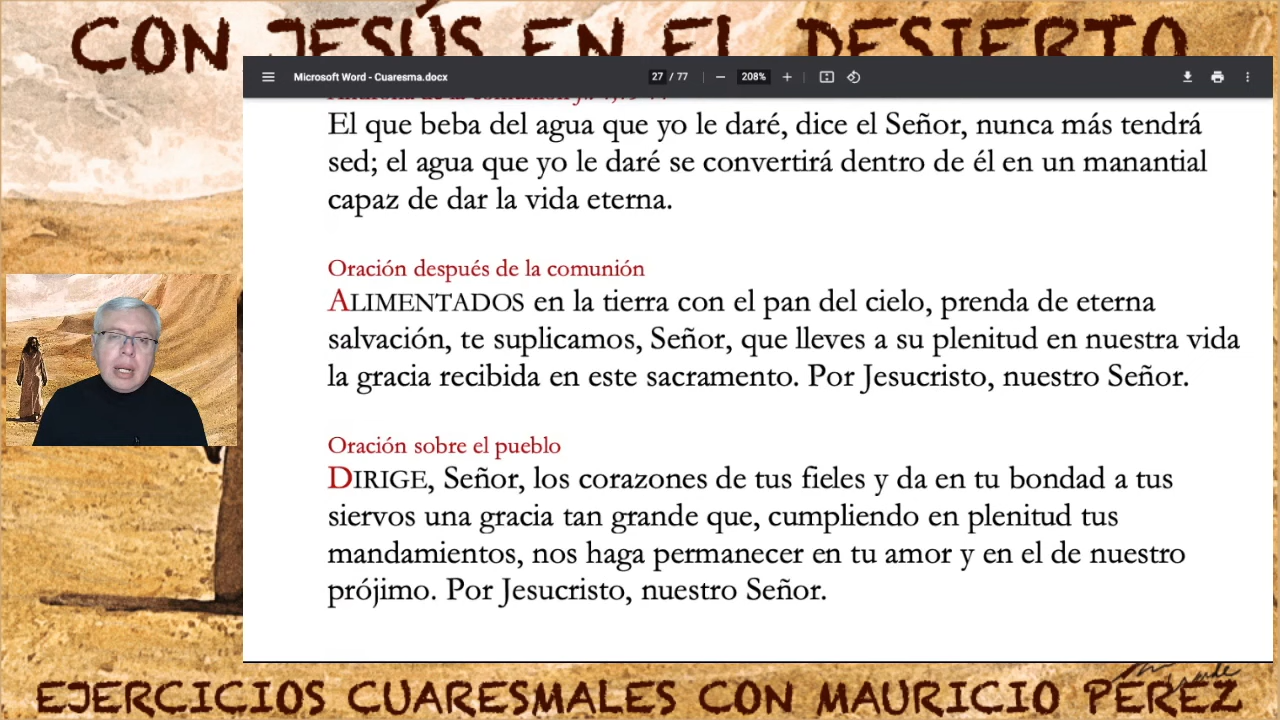 CON JESÚS EN EL DESIERTO
Microsoft Word - Cuaresma.docx
27 / 77
208%
El que beba del agua que yo le daré, dice el Señor, nunca más tendrá
sed; el agua que yo le daré se convertirá dentro de él en un manantial
capaz de dar la vida eterna.
Oración después de la comunión
ALIMENTADOS en la tierra con el pan del cielo, prenda de eterna
salvación, te suplicamos, Señor, que lleves a su plenitud en nuestra vida
la gracia recibida en este sacramento. Por Jesucristo, nuestro Señor.
Oración sobre el pueblo
DIRIGE, Señor, los corazones de tus fieles y da en tu bondad a tus
siervos una gracia tan grande que, cumpliendo en plenitud tus
mandamientos, nos haga permanecer en tu amor y en el de nuestro
prójimo. Por Jesucristo, nuestro Señor.
EJERCICIOS CUARESMALES CON MAURICIO PÉREZ